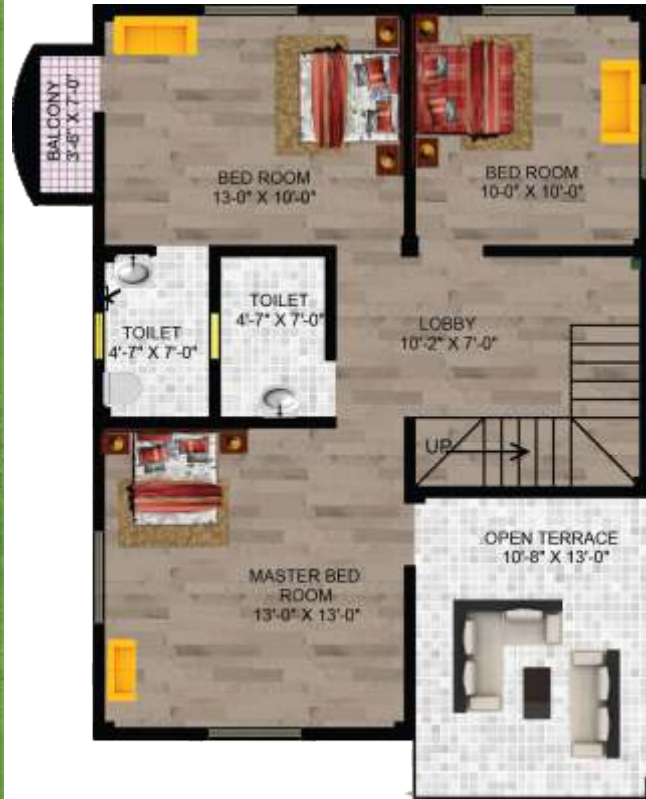 BALCONY
3'-6" X 7'-0"
BED ROOM
13-0" X 10'-0"
BED ROOM
10-0" X 10'-0"
TOILET
4'-7" X 7'-0"
TOILET
4'-7" X 7'-0"
LOBBY
10'-2" X 7'-0"
UP
OPEN TERRACE
10'-8" X 13'-0"
MASTER BED
ROOM
13'-0" X 13'-0"